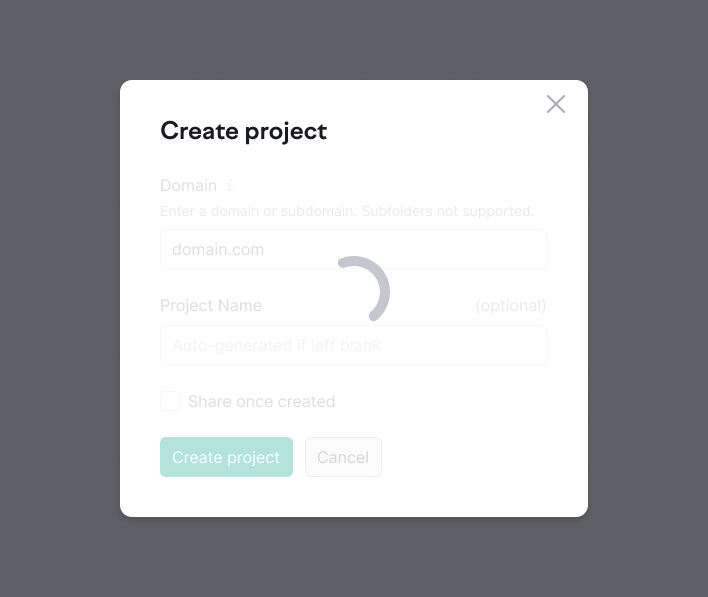 Create project
Domain i
Enter a domain or subdomain. Subfolders not supported.
domain.com
Project Name (optional)
Auto-generated if left blank
Share once created
Create project Cancel